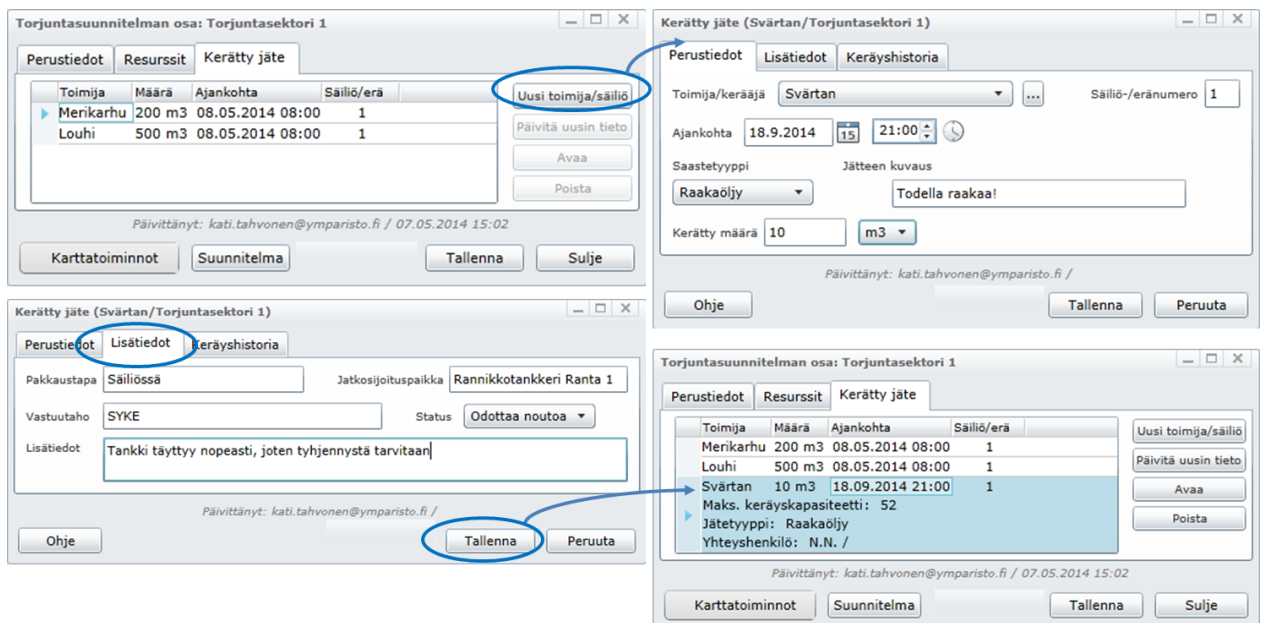 Torjuntasuunnitelman osa: Torjuntasektori 1
Perustiedot Resurssit Kerätty jäte
Toimija Määrä Ajankohta Säiliö/erä
Merikarhu 200 m3 08.05.2014 08:00 1
Louhi 500 m3 08.05.2014 08:00 1
Uusi toimija/säiliö
Päivitä uusin tieto
Avaa
Poista
Päivittänyt: kati.tahvonen@ymparisto.fi / 07.05.2014 15:02
Karttatoiminnot Suunnitelma Tallenna Sulje
Kerätty jäte (Svärtan/Torjuntasektori 1)
Perustiedot Lisätiedot Keräyshistoria
Toimija/kerääjä Svärtan ... Säiliö-/eränumero 1
Ajankohta 18.9.2014 15 21:00
Saastetyyppi Jätteen kuvaus
Raakaöljy Todella raakaa!
Kerätty määrä 10 m3
Päivittänyt: kati.tahvonen@ymparisto.fi /
Ohje Tallenna Peruuta
Kerätty jäte (Svärtan/Torjuntasektori 1)
Perustiedot Lisätiedot Keräyshistoria
Pakkaustapa Säiliössä Jatkosijoituspaikka Rannikkotankkeri Ranta 1
Vastuutaho SYKE Status Odottaa noutoa
Lisätiedot Tankki täyttyy nopeasti, joten tyhjennystä tarvitaan
Päivittänyt: kati.tahvonen@ymparisto.fi /
Ohje Tallenna Peruuta
Torjuntasuunnitelman osa: Torjuntasektori 1
Perustiedot Resurssit Kerätty jäte
Toimija Määrä Ajankohta Säiliö/erä
Merikarhu 200 m3 08.05.2014 08:00 1
Louhi 500 m3 08.05.2014 08:00 1
Svärtan 10 m3 18.09.2014 21:00 1
Maks. keräyskapasiteetti: 52
Jätetyyppi: Raakaöljy
Yhteyshenkilö: N.N. /
Uusi toimija/säiliö
Päivitä uusin tieto
Avaa
Poista
Päivittänyt: kati.tahvonen@ymparisto.fi / 07.05.2014 15:02
Karttatoiminnot Suunnitelma Tallenna Sulje